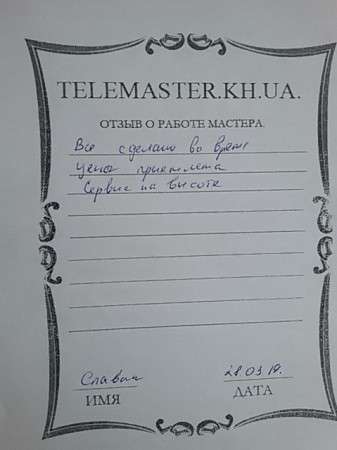 TELEMASTER.KH.UA.
ОТЗЫВ О РАБОТЕ МАСТЕРА.
Все сделано во время
Цена приемлема
Сервис на высоте
28.03.19.
ИМЯ
ДАТА